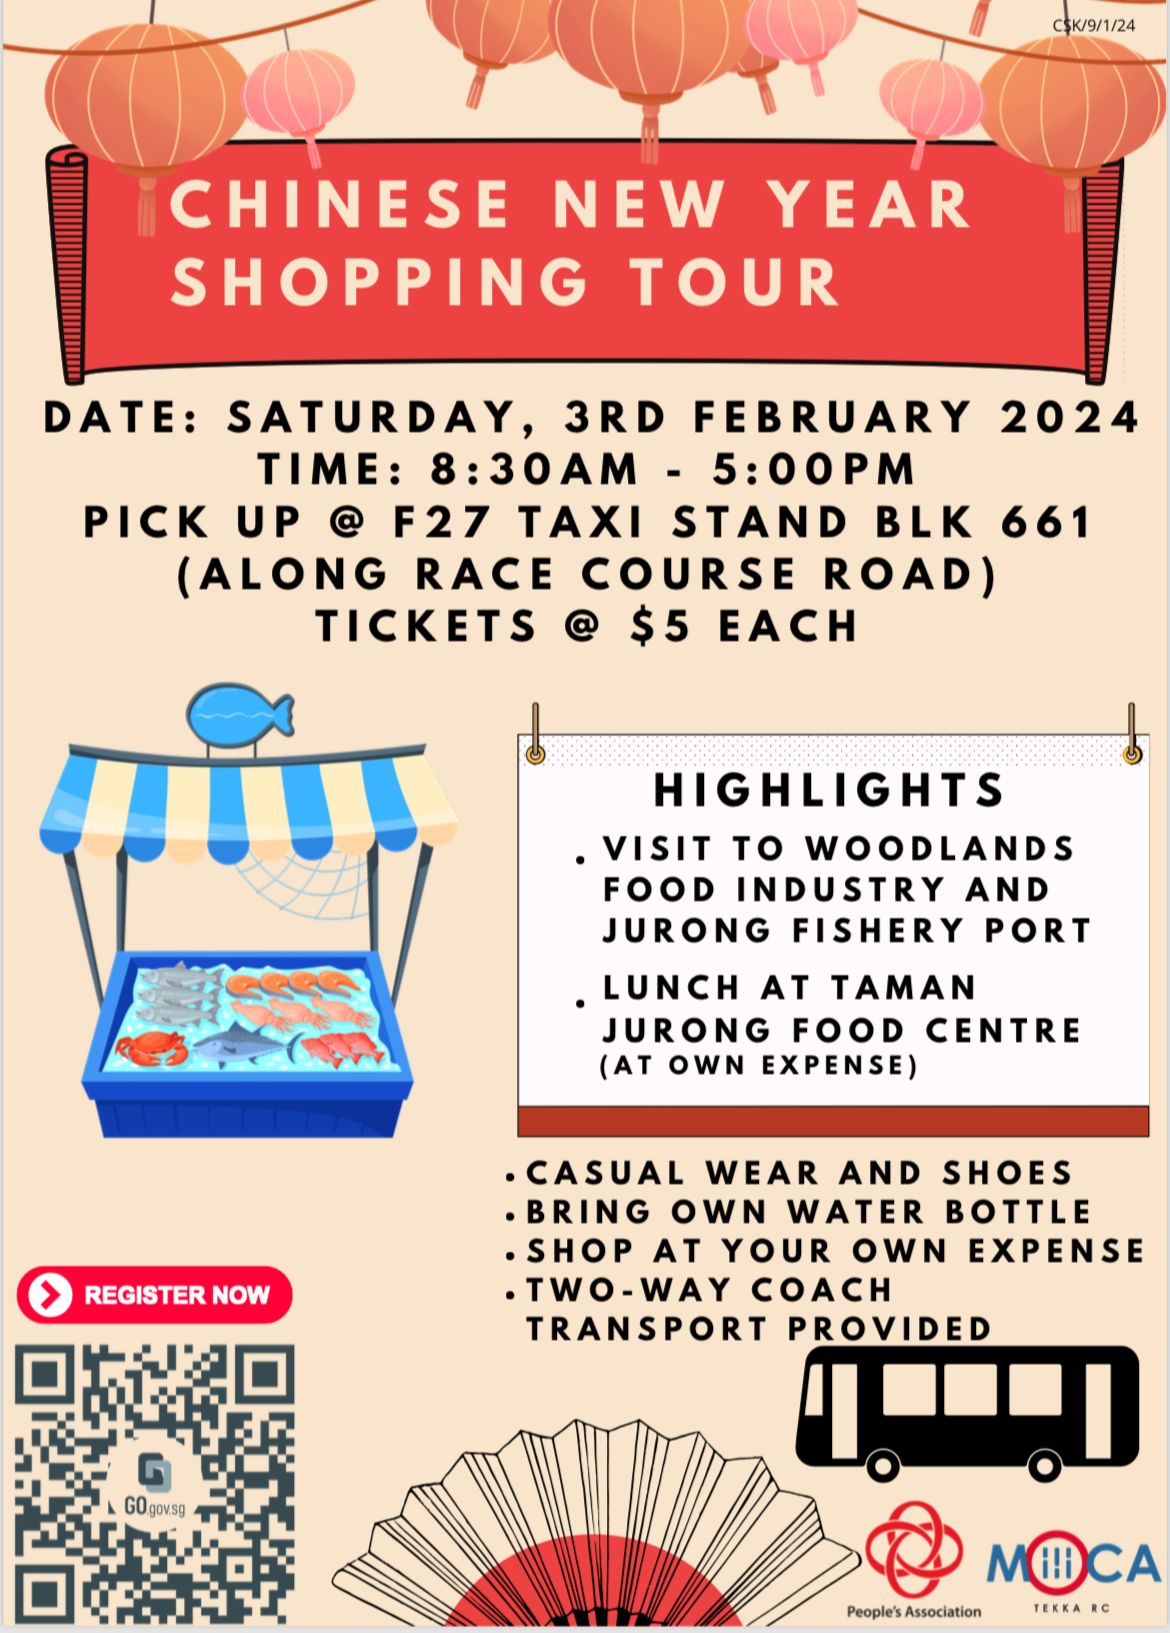 CSK/9/1/24
CHINESE NEW YEAR
SHOPPING TOUR
DATE: SATURDAY, 3RD FEBRUARY 2024
TIME: 8:30AM - 5:00PM
PICK UP @ F27 TAXI STAND BLK 661
(ALONG RACE COURSE ROAD)
TICKETS @ $5 EACH
HIGHLIGHTS
• VISIT TO WOODLANDS
FOOD INDUSTRY AND
JURONG FISHERY PORT
• LUNCH AT TAMAN
JURONG FOOD CENTRE
(AT OWN EXPENSE)
• CASUAL WEAR AND SHOES
• BRING OWN WATER BOTTLE
• SHOP AT YOUR OWN EXPENSE
• TWO-WAY COACH
TRANSPORT PROVIDED
REGISTER NOW
GO.gov.sg
People's Association
MOCA
TEKKA RC